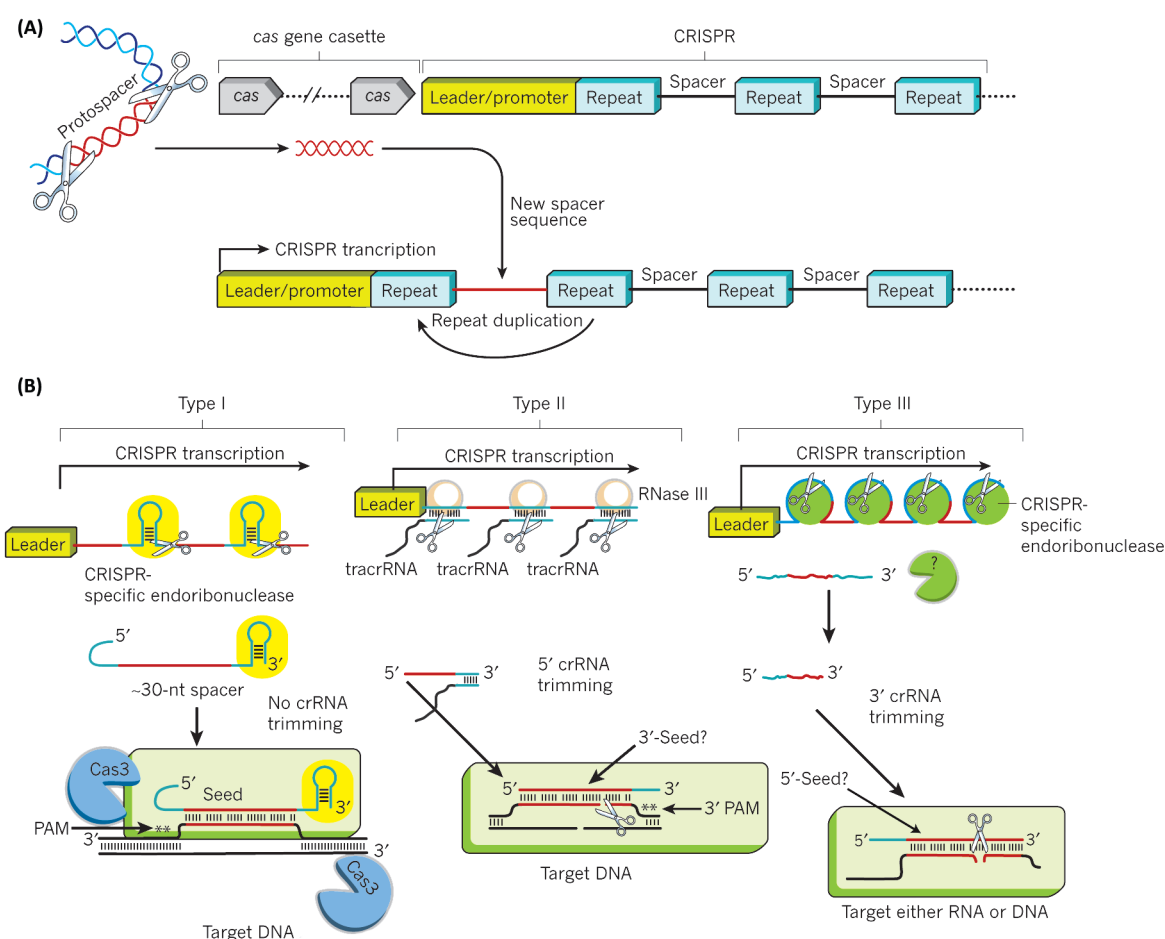 (A)
cas gene casette
CRISPR
Protospacer
cas
cas
Leader/promoter
Repeat
Spacer
Repeat
Spacer
Repeat
New spacer
sequence
CRISPR trancription
Leader/promoter
Repeat
Repeat
Spacer
Repeat
Spacer
Repeat
Repeat duplication
(B)
Type I
CRISPR transcription
Leader
CRISPR-
specific endoribonuclease
5′
3′
~30-nt spacer
No crRNA
trimming
Cas3
5′
Seed
3′
PAM
**
3′
3′
Cas3
Target DNA
Type II
CRISPR transcription
Leader
RNase III
tracrRNA
tracrRNA
tracrRNA
5′
3′
5′ crRNA
trimming
3′-Seed?
5′
3′
**
3′ PAM
Target DNA
Type III
CRISPR transcription
Leader
CRISPR-
specific
endoribonuclease
5′
3′
?
5′
3′
3′ crRNA
trimming
5′-Seed?
5′
3′
Target either RNA or DNA